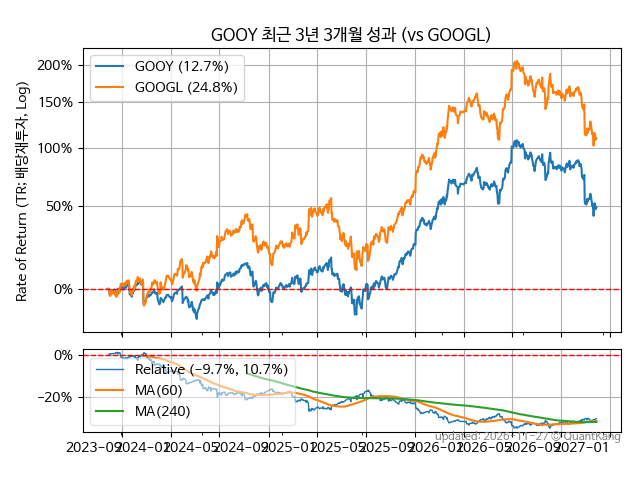 GOOY 최근 3년 3개월 성과 (vs GOOGL)
Rate of Return (TR: 배당재투자, Log)
200%
150%
100%
50%
0%
GOOY (12.7%)
GOOGL (24.8%)
0%
−20%
Relative (−9.7%, 10.7%)
MA(60)
MA(240)
updated: 2026-11-27 © QuantKang
2023-09 2024-01 2024-05 2024-09 2025-01 2025-05 2025-09 2026-01 2026-05 2026-09 2027-01